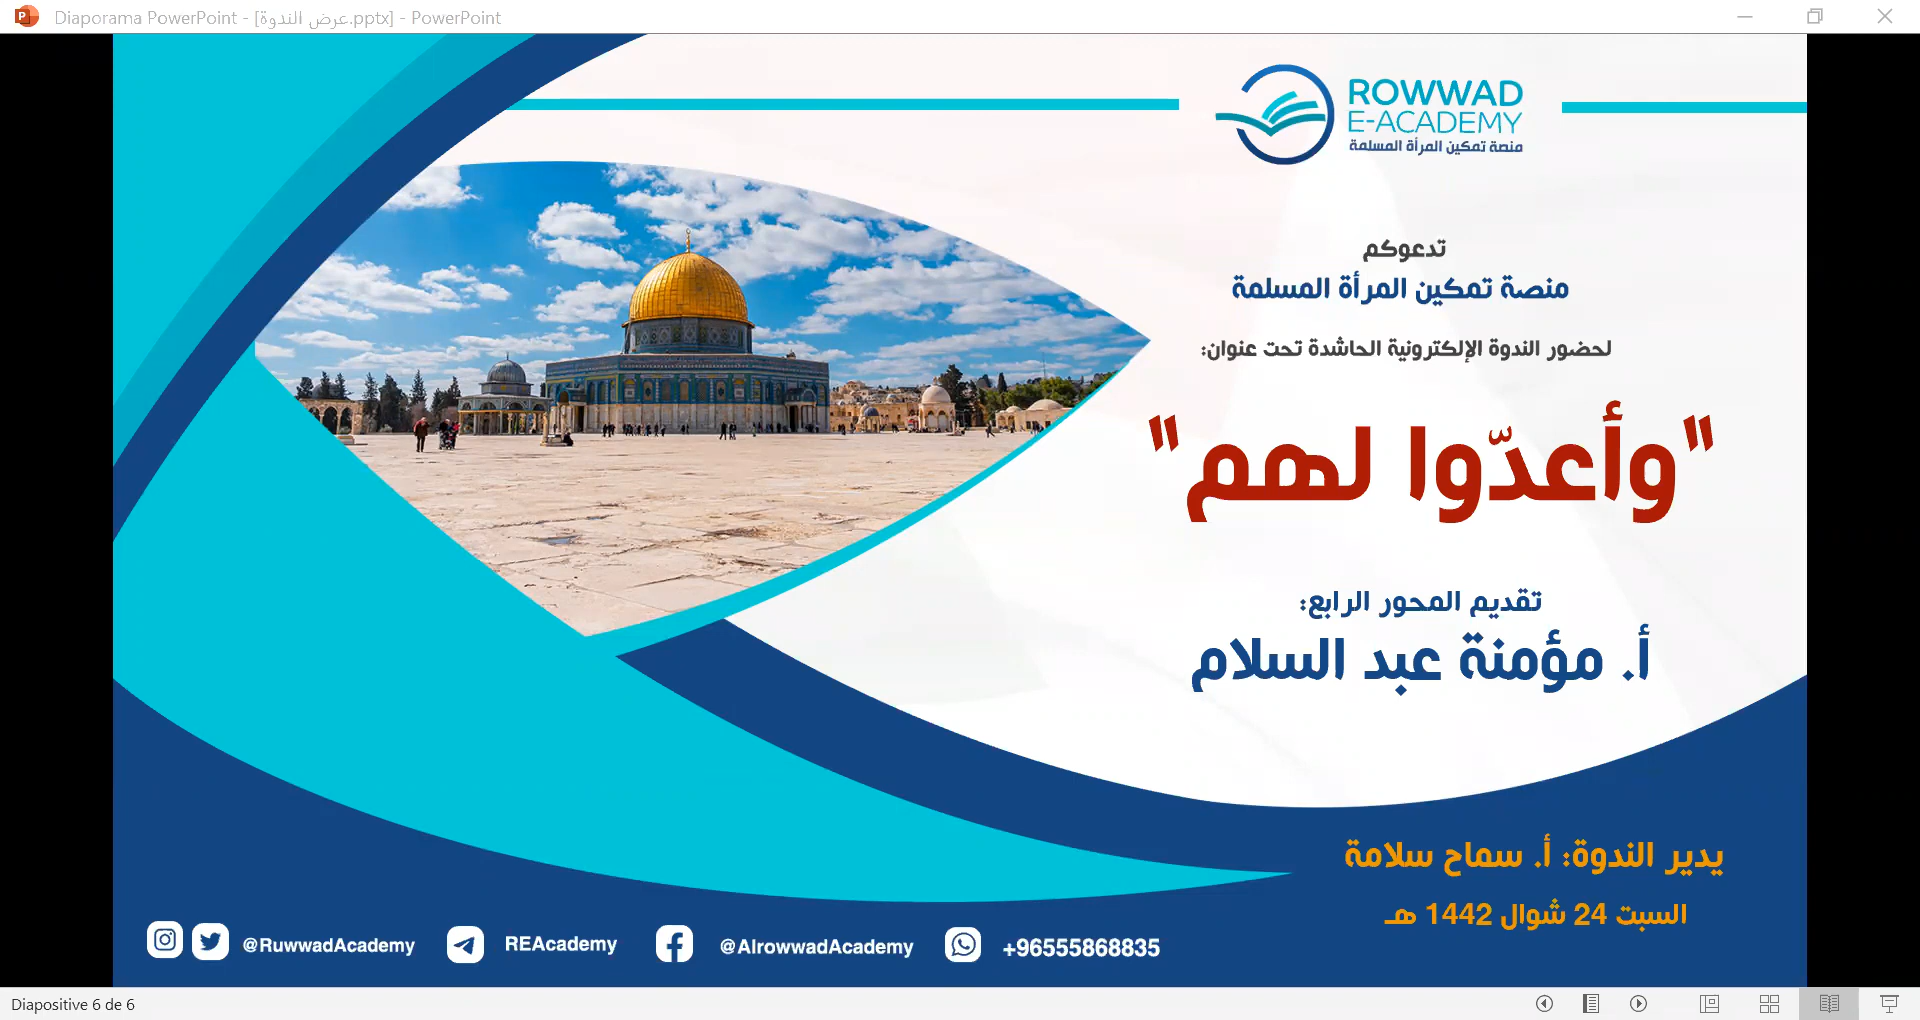 Diaporama PowerPoint - [عرض الندوة.pptx] - PowerPoint
ROWWAD
E-ACADEMY
منصة تمكين المرأة المسلمة
تدعوكم
منصة تمكين المرأة المسلمة
لحضور الندوة الإلكترونية الحاشدة تحت عنوان:
"وأعدّوا لهم"
تقديم المحور الرابع:
أ. مؤمنة عبد السلام
يدير الندوة: أ. سماح سلامة
السبت 24 شوال 1442 هـ
@RuwwadAcademy
REAcademy
@AlrowwadAcademy
+96555868835
Diapositive 6 de 6